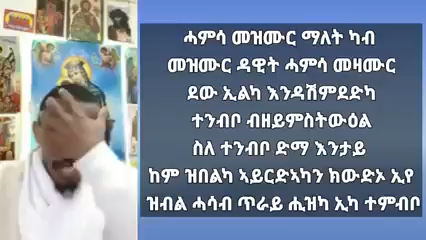 ሓምሳ መዝሙር ማለት ካብ
መዝሙር ዳዊት ሓምሳ መዛሙር
ደው ኢልካ እንዳሽምደድካ
ተንብቦ ብዘይምስትውዕል
ስለ ተንብቦ ድማ እንታይ
ከም ዝበልካ ኣይርድኣካን ክውድኦ ኢየ
ዝብል ሓሳብ ጥራይ ሒዝካ ኢካ ተምብቦ